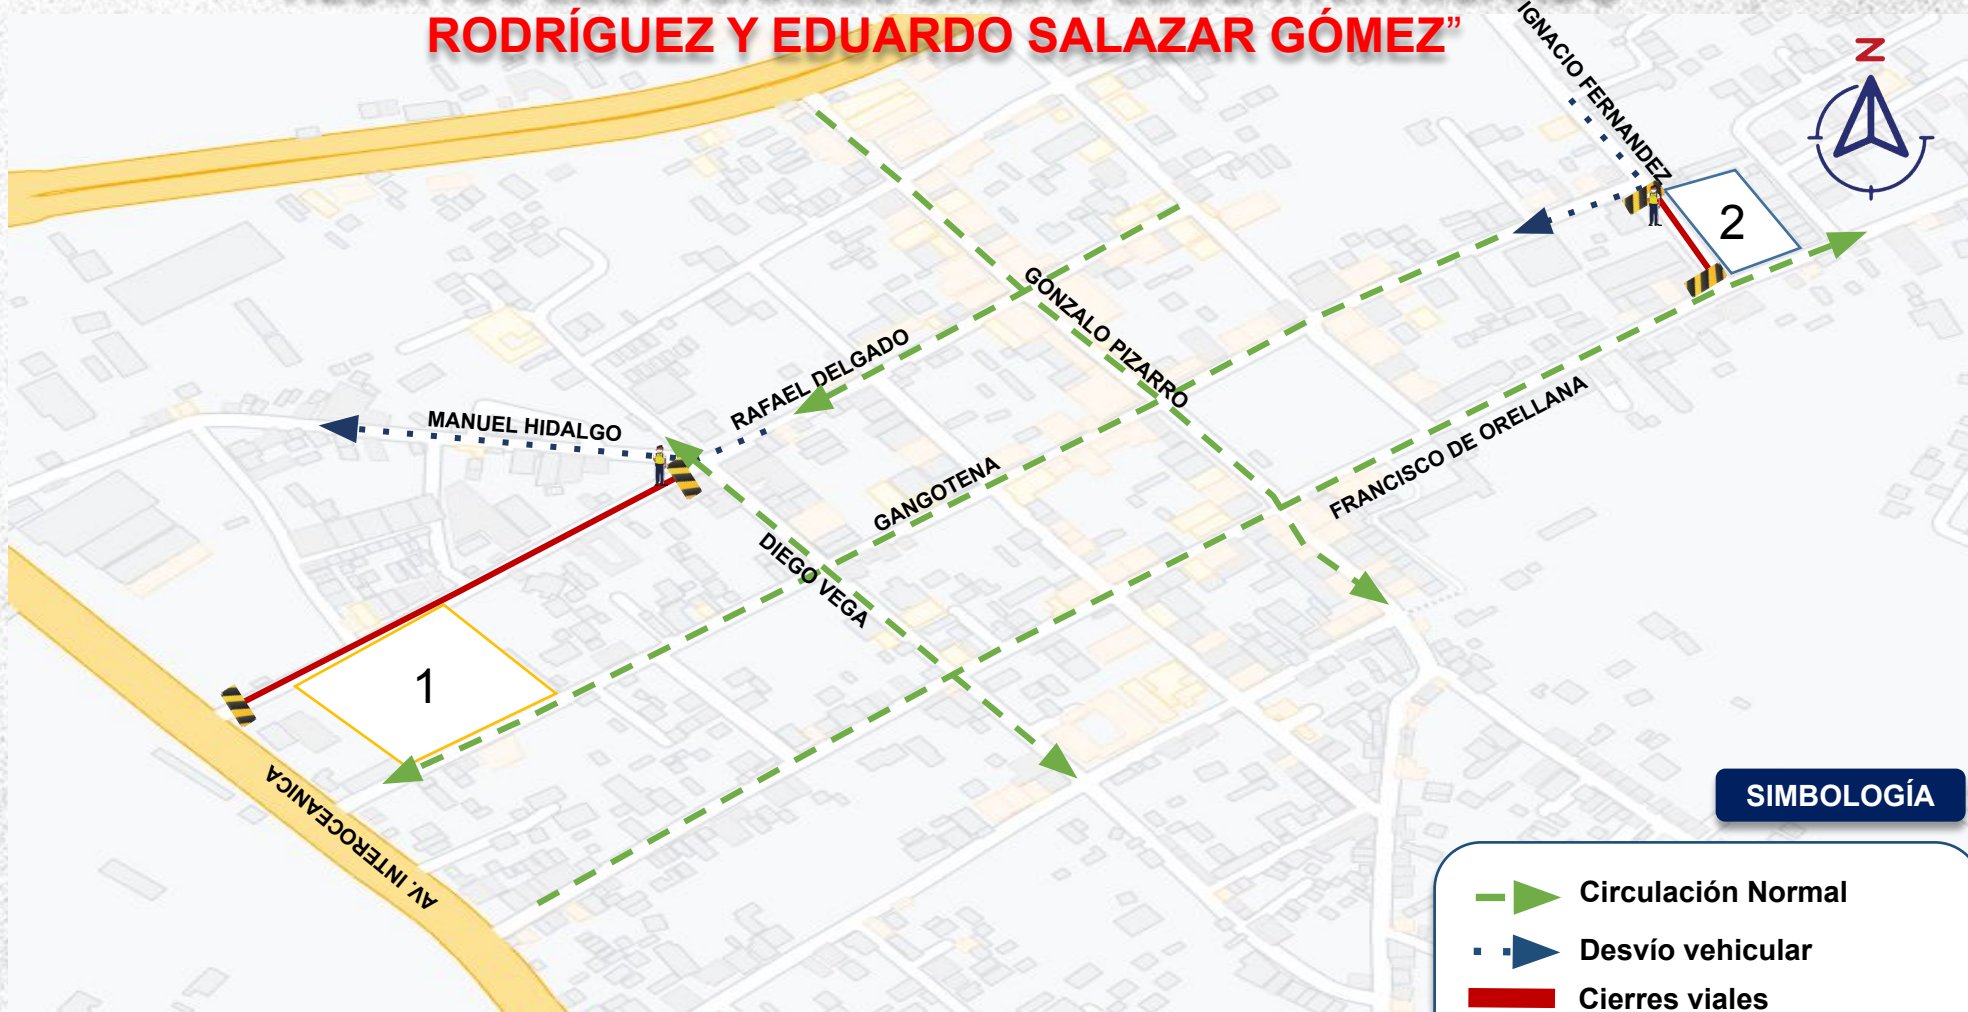 RODRÍGUEZ Y EDUARDO SALAZAR GÓMEZ”
IGNACIO FERNANDEZ
N
2
GONZALO PIZARRO
RAFAEL DELGADO
MANUEL HIDALGO
FRANCISCO DE ORELLANA
GANGOTENA
DIEGO VEGA
1
AV. INTEROCEANICA
SIMBOLOGÍA
Circulación Normal
Desvío vehicular
Cierres viales